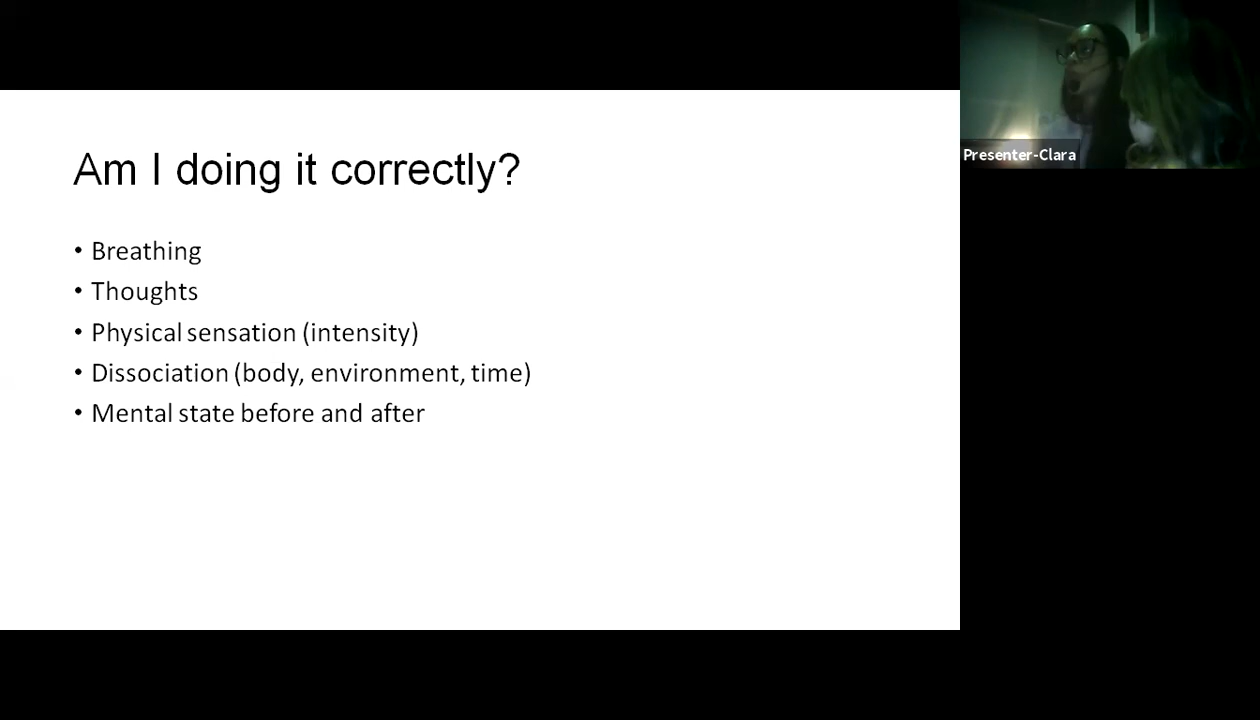 Am I doing it correctly?
• Breathing
• Thoughts
• Physical sensation (intensity)
• Dissociation (body, environment, time)
• Mental state before and after
Presenter-Clara